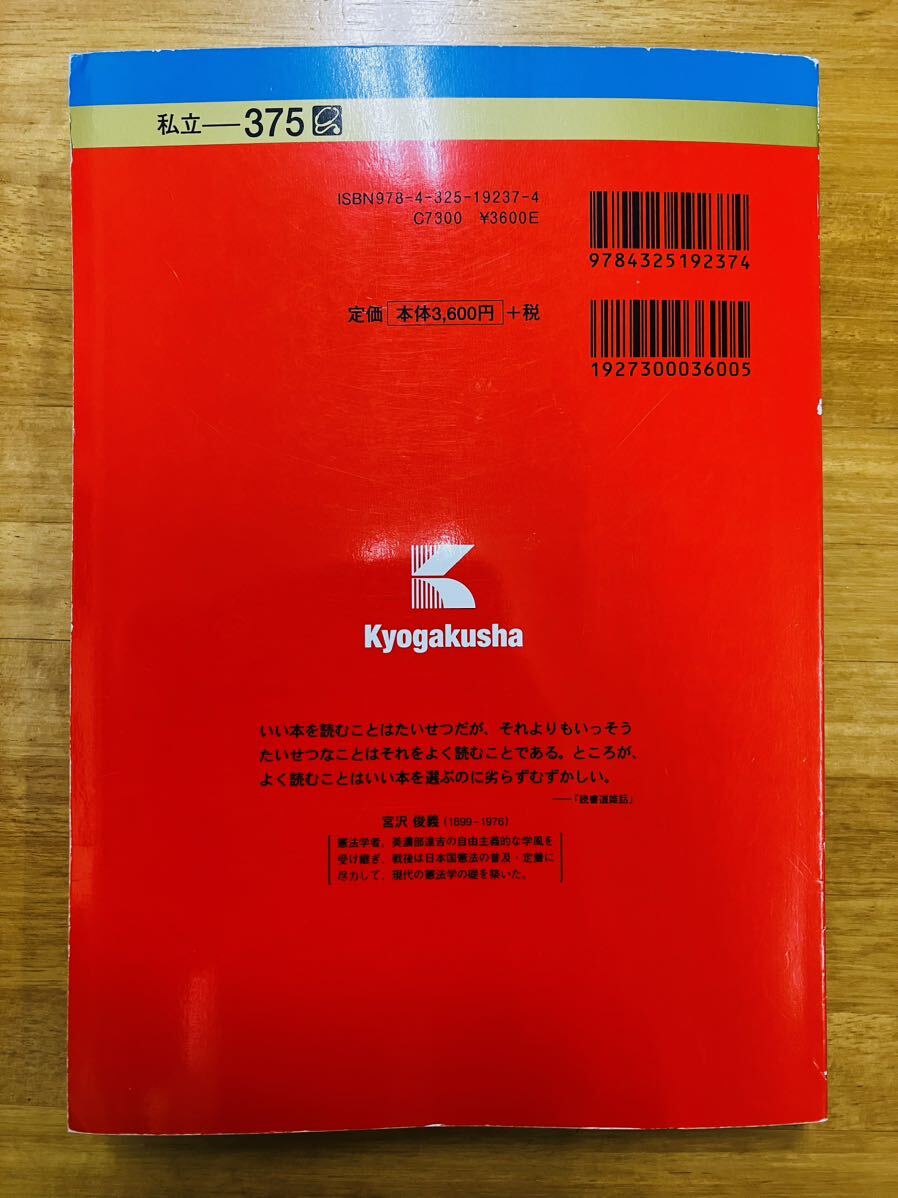 私立―375
ISBN978-4-325-19237-4
C7300 ¥3600E
9784325192374
定価 本体3,600円 +税
1927300036005
Kyogakusha
いい本を読むことはたいせつだが、それよりもいっそう
たいせつなことはそれをよく読むことである。ところが、
よく読むことはいい本を選ぶのに劣らずむずかしい。
――『読書道雑話』
宮沢 俊義 (1899-1976)
憲法学者。美濃部達吉の自由主義的な学風を
受け継ぎ、戦後は日本国憲法の普及・定着に
尽力して、現代の憲法学の礎を築いた。